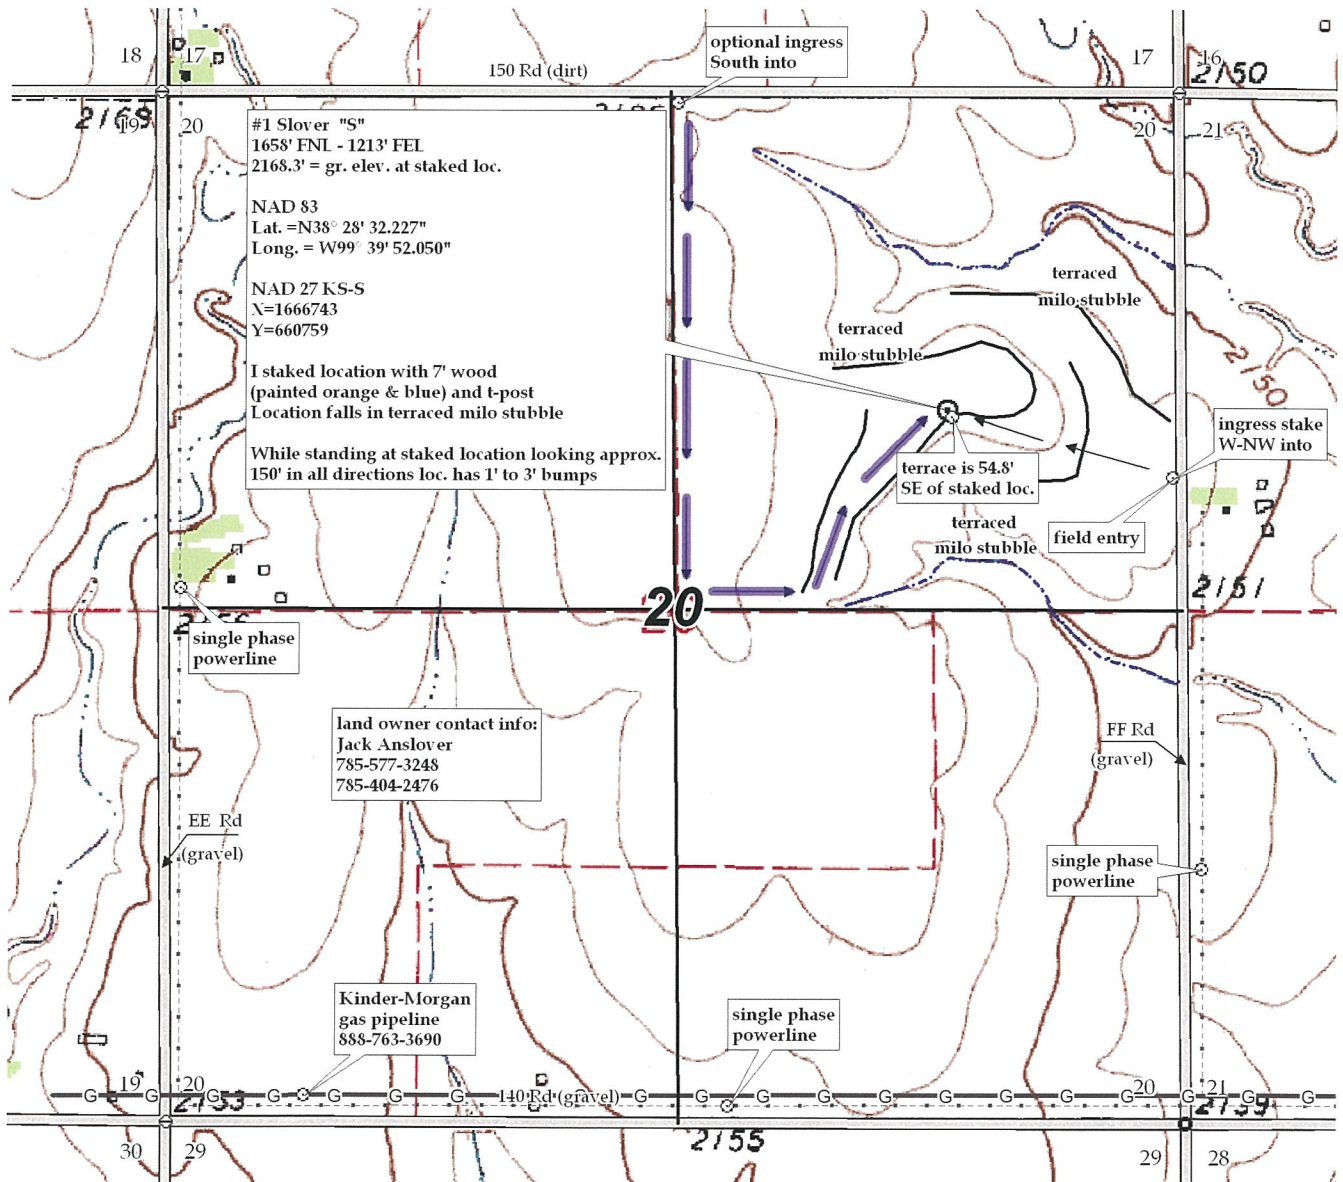 optional ingress
South into
18
17
150 Rd (dirt)
17
16
2150
2169
19
20
20
21
#1 Slover "S"
1658' FNL - 1213' FEL
2168.3' = gr. elev. at staked loc.
NAD 83
Lat. =N38° 28' 32.227"
Long. = W99° 39' 52.050"
NAD 27 KS-S
X=1666743
Y=660759
I staked location with 7' wood
(painted orange & blue) and t-post
Location falls in terraced milo stubble
While standing at staked location looking approx.
150' in all directions loc. has 1' to 3' bumps
terraced
milo stubble
terraced
milo stubble
2150
ingress stake
W-NW into
terrace is 54.8'
SE of staked loc.
field entry
terraced
milo stubble
2151
20
single phase
powerline
land owner contact info:
Jack Anslover
785-577-3248
785-404-2476
FF Rd
(gravel)
EE Rd
(gravel)
single phase
powerline
Kinder-Morgan
gas pipeline
888-763-3690
single phase
powerline
19
20
20
21
G G G G G G G 140 Rd (gravel) G G G G G G G G G G G G
2153
2159
2155
30
29
29
28